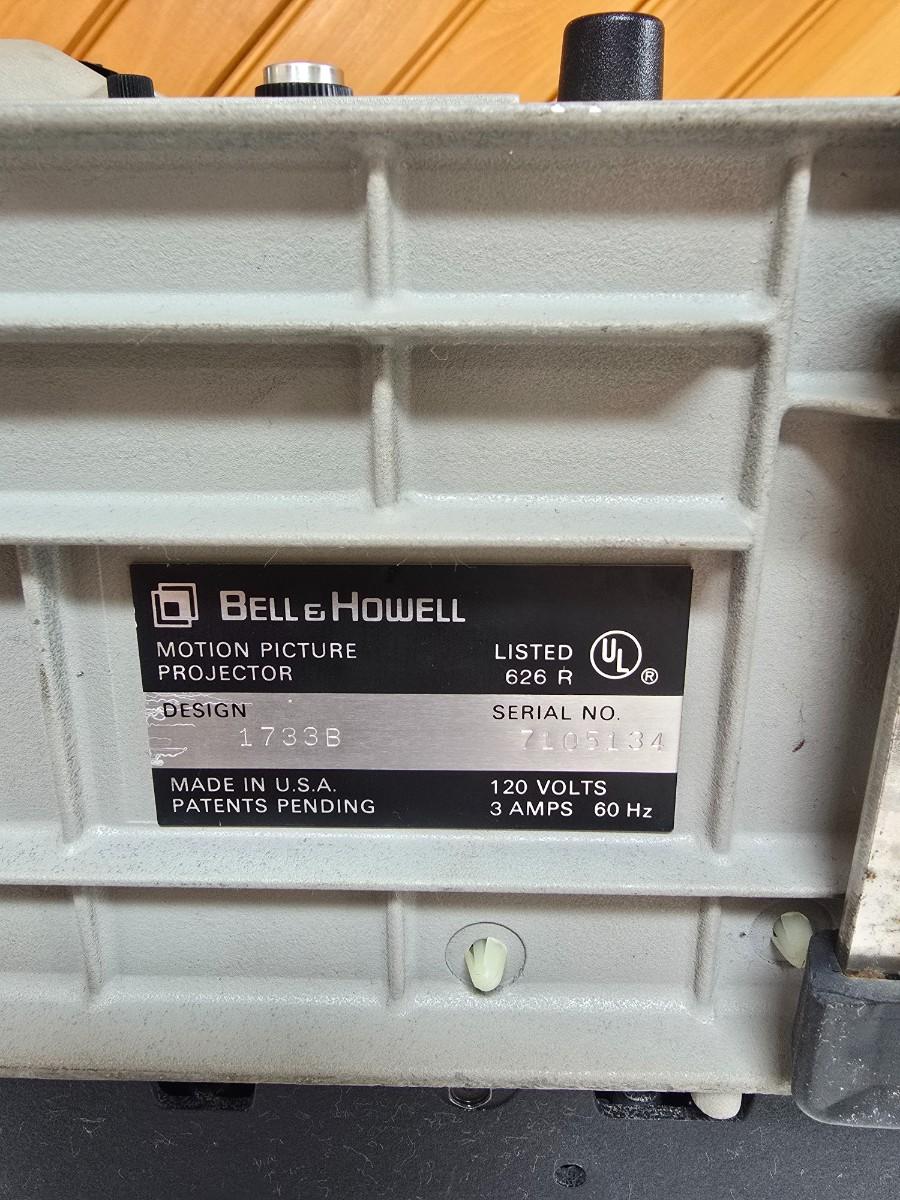 BELL & HOWELL
MOTION PICTURE
PROJECTOR
LISTED
626 R
UL ®
DESIGN
1733B
SERIAL NO.
7105134
MADE IN U.S.A.
PATENTS PENDING
120 VOLTS
3 AMPS 60 Hz